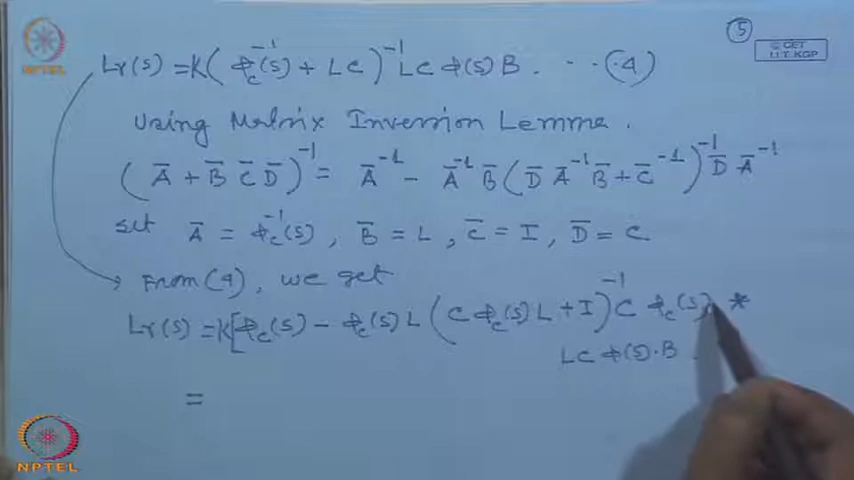 5
© CET
I.I.T. KGP
NPTEL
Lr(s) = K(Φc⁻¹(s) + LC)⁻¹ LC Φ(s) B. ... (4)
Using Matrix Inversion Lemma.
(Ā + B̄ C̄ D̄)⁻¹ = Ā⁻¹ - Ā⁻¹ B̄ (D̄ Ā⁻¹ B̄ + C̄⁻¹)⁻¹ D̄ Ā⁻¹
set Ā = Φc⁻¹(s), B̄ = L, C̄ = I, D̄ = C
From (4), we get
Lr(s) = K[Φc(s) - Φc(s) L (C Φc(s) L + I)⁻¹ C Φc(s) *
LC Φ(s)·B
=
NPTEL